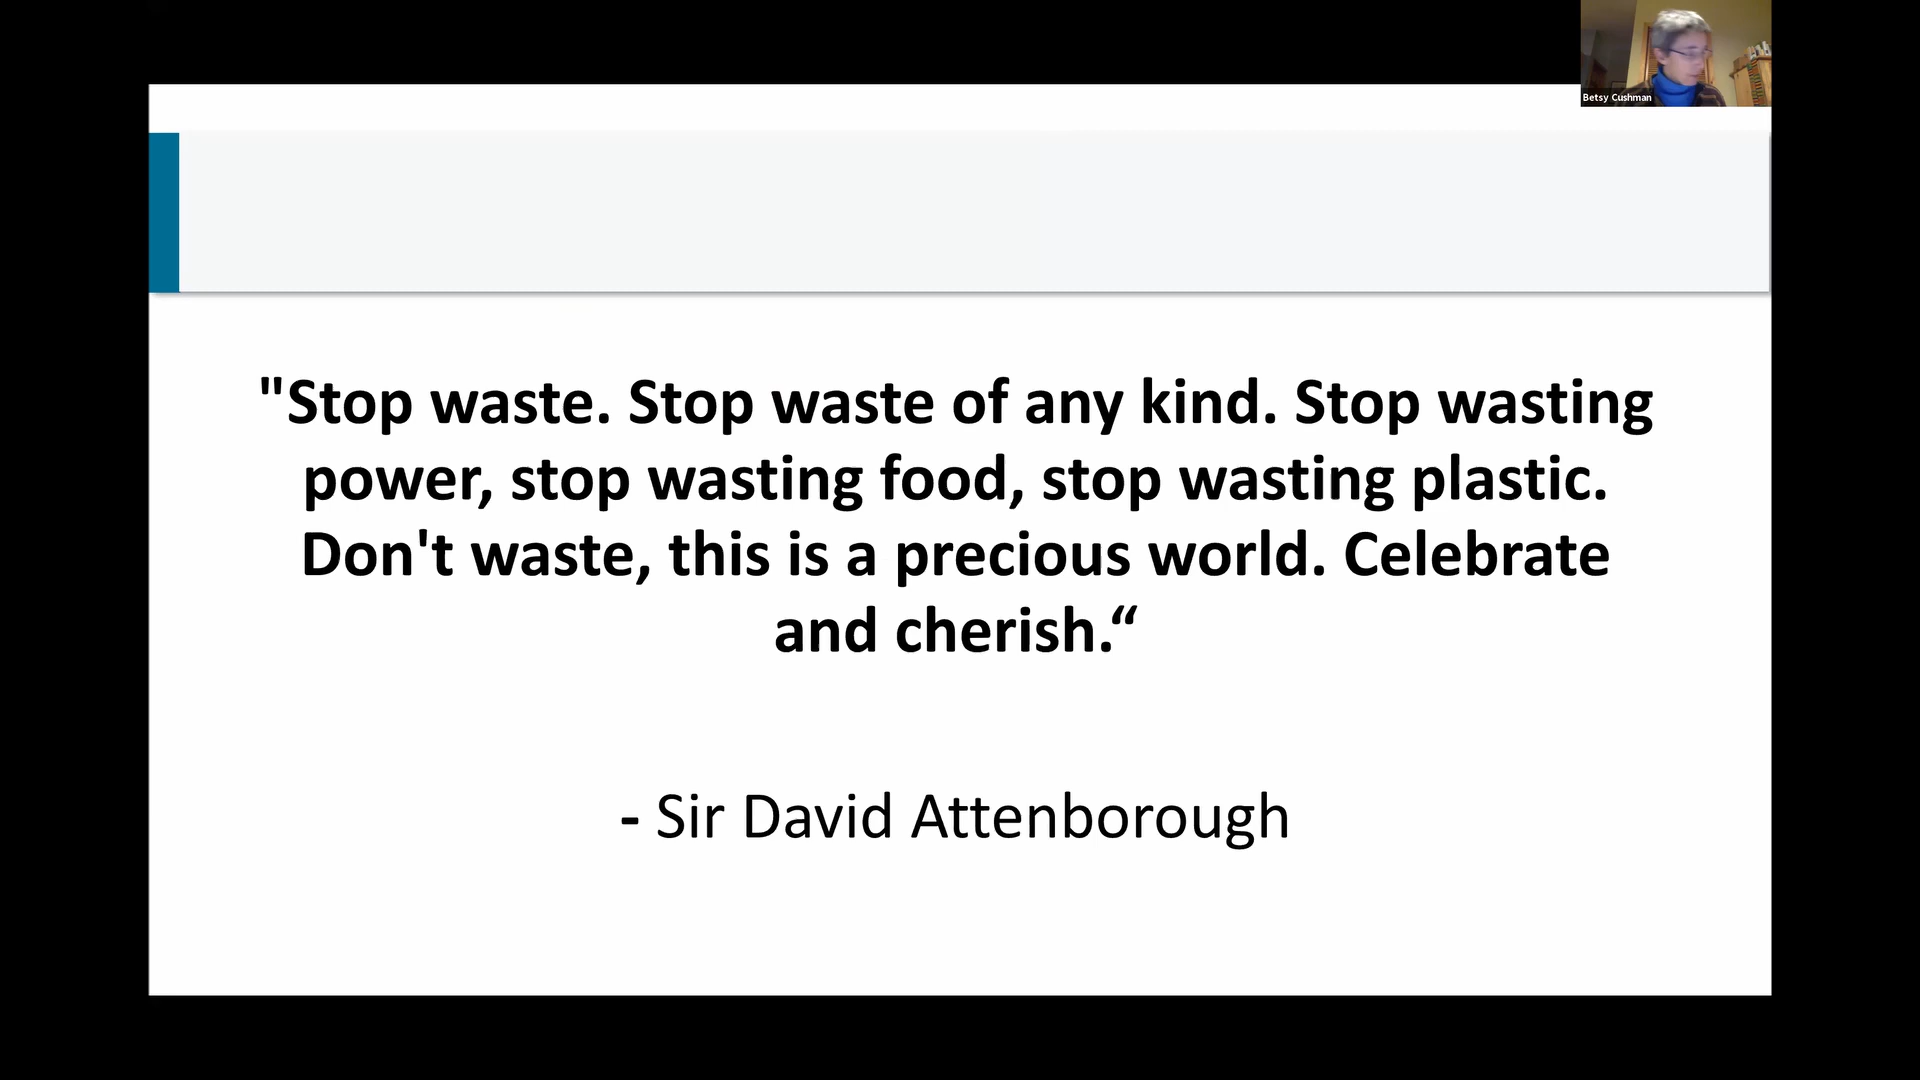 Betsy Cushman
"Stop waste. Stop waste of any kind. Stop wasting
power, stop wasting food, stop wasting plastic.
Don't waste, this is a precious world. Celebrate
and cherish.“
- Sir David Attenborough